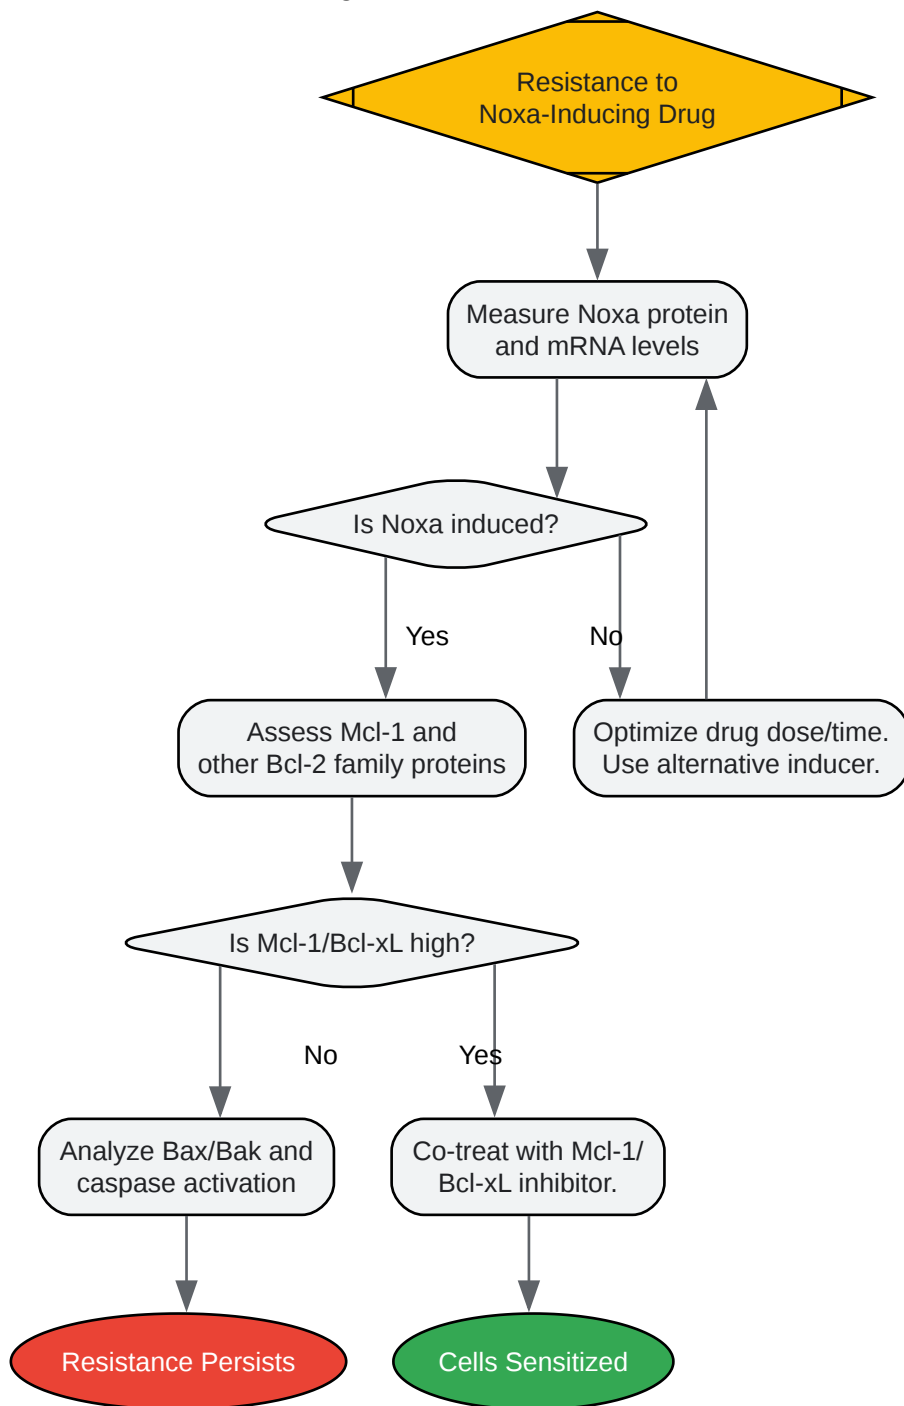 Resistance to
Noxa-Inducing Drug
Measure Noxa protein
and mRNA levels
Is Noxa induced?
Yes
No
Assess Mcl-1 and
other Bcl-2 family proteins
Optimize drug dose/time.
Use alternative inducer.
Is Mcl-1/Bcl-xL high?
No
Yes
Analyze Bax/Bak and
caspase activation
Co-treat with Mcl-1/
Bcl-xL inhibitor.
Resistance Persists
Cells Sensitized